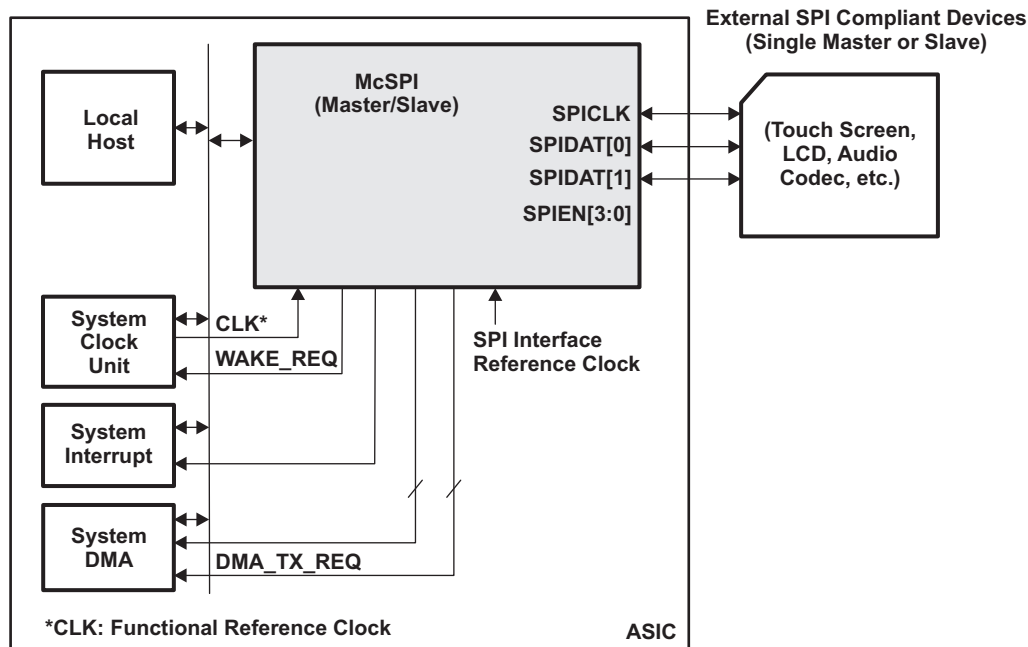 External SPI Compliant Devices
(Single Master or Slave)
McSPI
(Master/Slave)
Local
Host
SPICLK
SPIDAT[0]
SPIDAT[1]
SPIEN[3:0]
(Touch Screen,
LCD, Audio
Codec, etc.)
System
Clock
Unit
CLK*
WAKE_REQ
SPI Interface
Reference Clock
System
Interrupt
System
DMA
DMA_TX_REQ
*CLK: Functional Reference Clock
ASIC